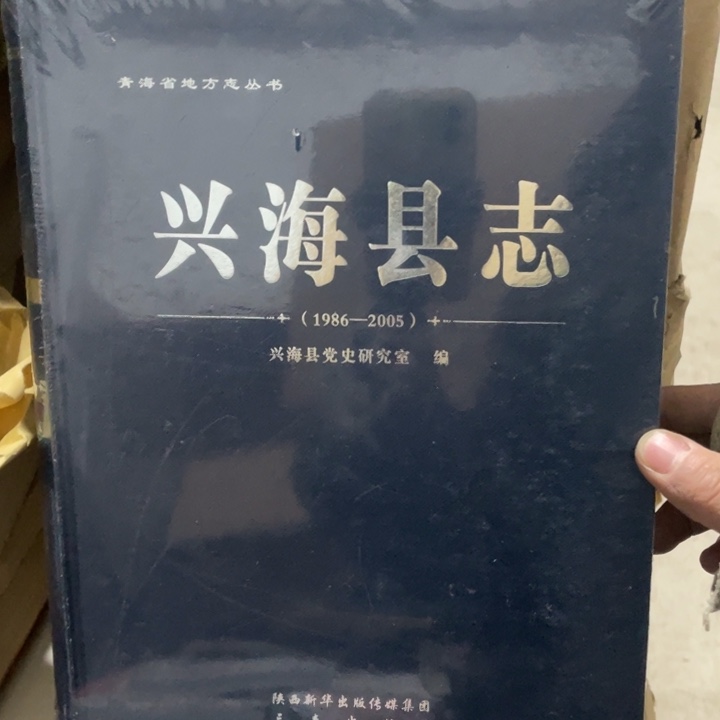 青海省地方志丛书
兴海县志
（1986—2005）
兴海县党史研究室 编
陕西新华出版传媒集团